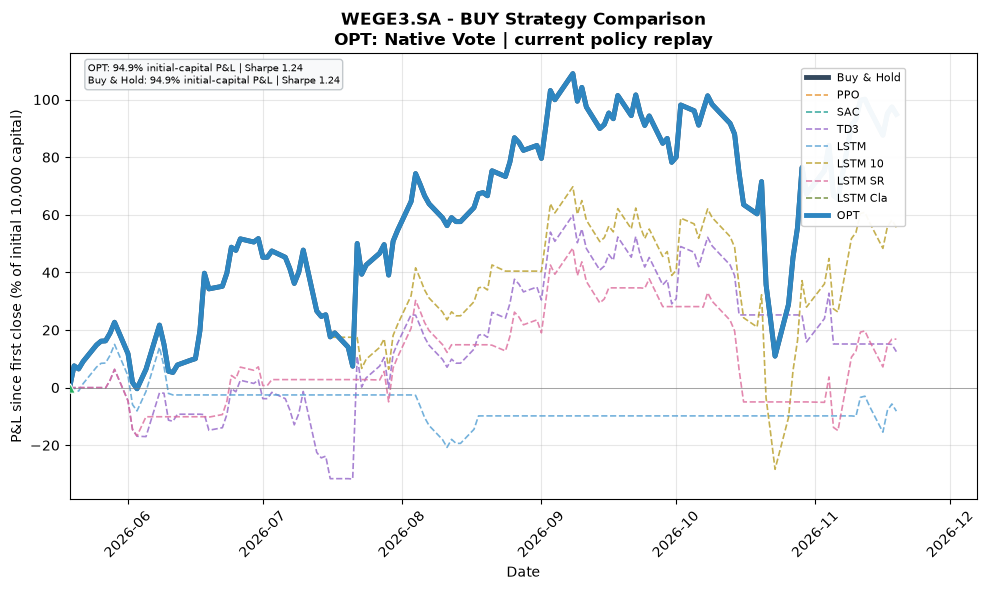 WEGE3.SA - BUY Strategy Comparison
OPT: Native Vote | current policy replay
OPT: 94.9% initial-capital P&L | Sharpe 1.24
Buy & Hold: 94.9% initial-capital P&L | Sharpe 1.24
Buy & Hold
PPO
SAC
TD3
LSTM
LSTM 10
LSTM SR
LSTM Cla
OPT
P&L since first close (% of initial 10,000 capital)
100
80
60
40
20
0
−20
2026-06
2026-07
2026-08
2026-09
2026-10
2026-11
2026-12
Date